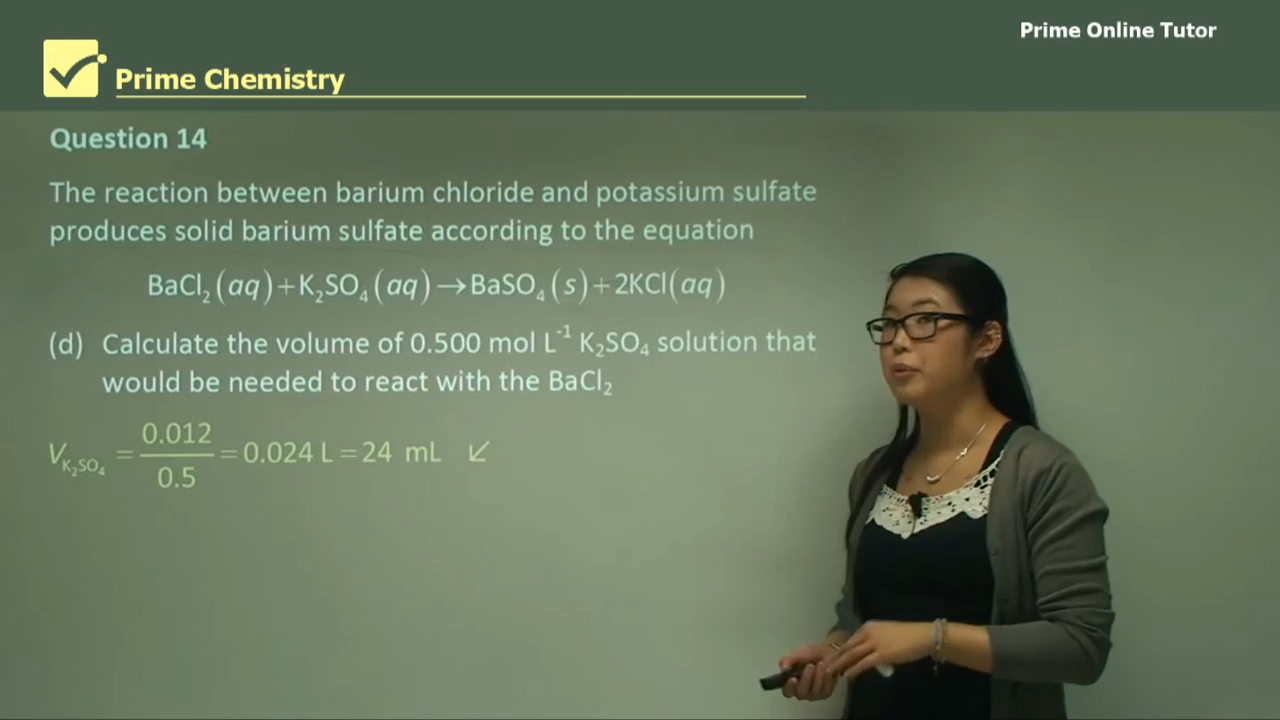 Prime Online Tutor
Prime Chemistry
Question 14
The reaction between barium chloride and potassium sulfate
produces solid barium sulfate according to the equation
BaCl₂(aq)+K₂SO₄(aq)→BaSO₄(s)+2KCl(aq)
(d) Calculate the volume of 0.500 mol L⁻¹ K₂SO₄ solution that
would be needed to react with the BaCl₂
V_K₂SO₄ = 0.012/0.5 = 0.024 L = 24 mL ↙